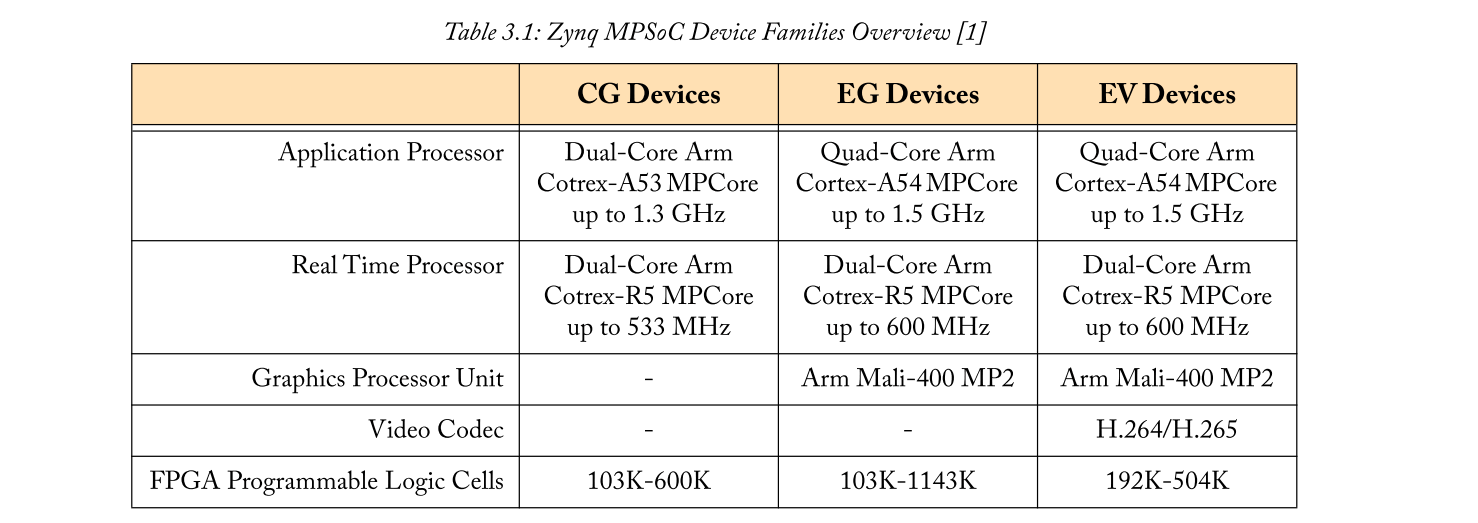 Table 3.1: Zynq MPSoC Device Families Overview [1]
CG Devices EG Devices EV Devices
Application Processor Dual-Core Arm Quad-Core Arm Quad-Core Arm
Cotrex-A53 MPCore Cortex-A54 MPCore Cortex-A54 MPCore
up to 1.3 GHz up to 1.5 GHz up to 1.5 GHz
Real Time Processor Dual-Core Arm Dual-Core Arm Dual-Core Arm
Cotrex-R5 MPCore Cotrex-R5 MPCore Cotrex-R5 MPCore
up to 533 MHz up to 600 MHz up to 600 MHz
Graphics Processor Unit - Arm Mali-400 MP2 Arm Mali-400 MP2
Video Codec - - H.264/H.265
FPGA Programmable Logic Cells 103K-600K 103K-1143K 192K-504K